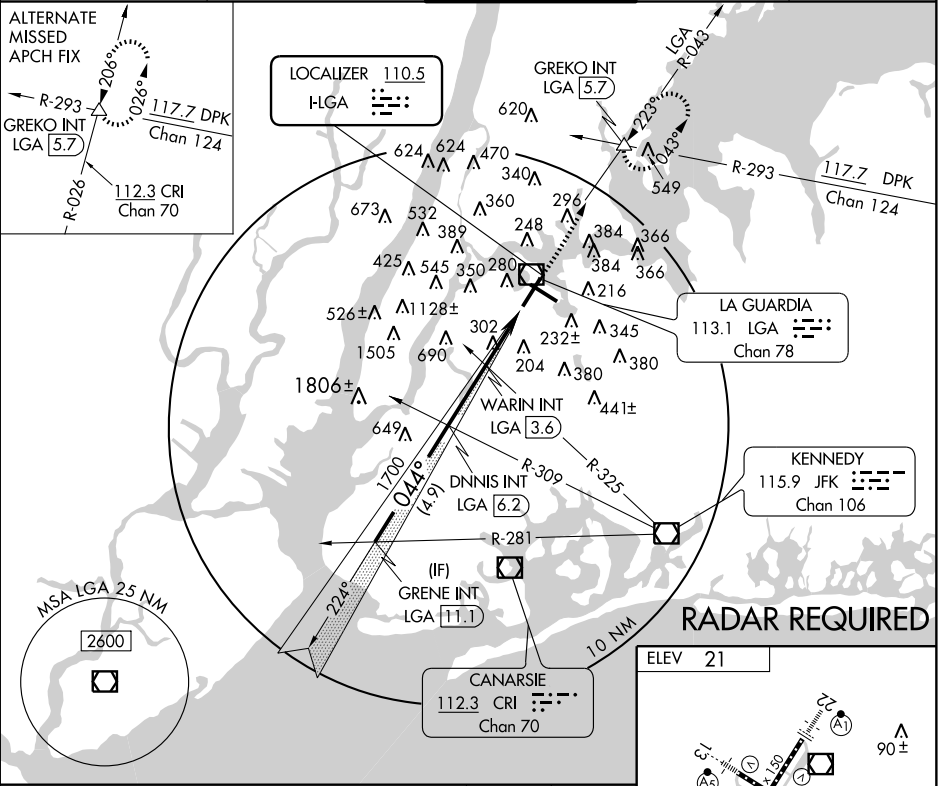 ALTERNATE
MISSED
APCH FIX
206°
026°
R-293
117.7 DPK
Chan 124
GREKO INT
LGA 5.7
R-026
112.3 CRI
Chan 70
LOCALIZER 110.5
I-LGA
GREKO INT
LGA 5.7
LGA
R-043
223°
043°
R-293
117.7 DPK
Chan 124
549
620
624
624
470
340
673
532
389
360
296
248
384
384
366
366
425
545
350
280
216
526±
1128±
1505
690
302
204
232±
345
380
380
441±
1806±
649
LA GUARDIA
113.1 LGA
Chan 78
WARIN INT
LGA 3.6
R-309
R-325
DNNIS INT
LGA 6.2
1700
044°
(4.9)
KENNEDY
115.9 JFK
Chan 106
R-281
(IF)
GRENE INT
LGA 11.1
224°
10 NM
MSA LGA 25 NM
2600
CANARSIE
112.3 CRI
Chan 70
RADAR REQUIRED
ELEV 21
22
A1
90±
13
A5
x 150
V
V